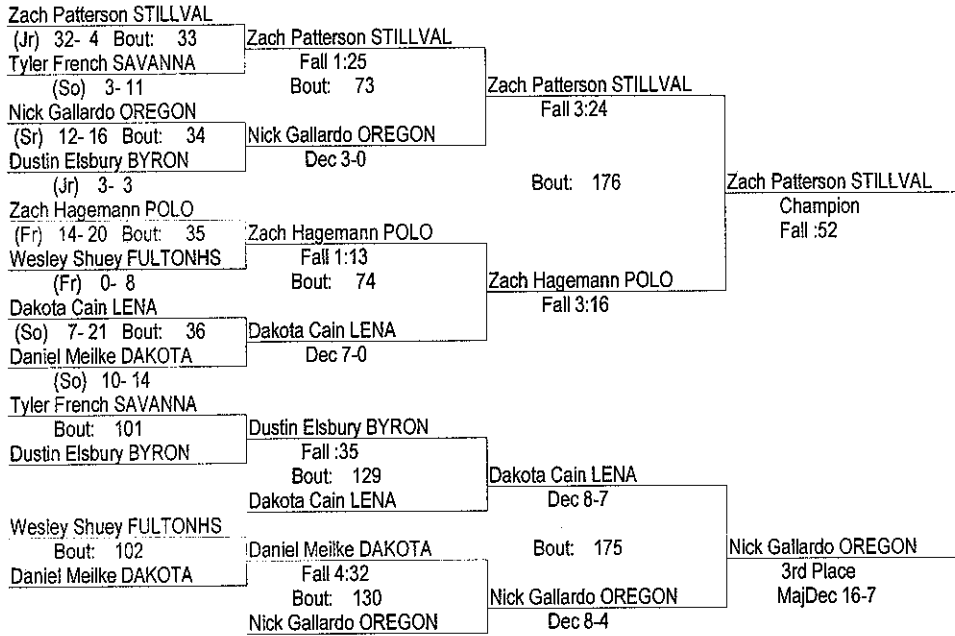 Zach Patterson STILLVAL
(Jr) 32- 4 Bout: 33
Tyler French SAVANNA
(So) 3- 11
Nick Gallardo OREGON
(Sr) 12- 16 Bout: 34
Dustin Elsbury BYRON
(Jr) 3- 3
Zach Hagemann POLO
(Fr) 14- 20 Bout: 35
Wesley Shuey FULTONHS
(Fr) 0- 8
Dakota Cain LENA
(So) 7- 21 Bout: 36
Daniel Meilke DAKOTA
(So) 10- 14
Tyler French SAVANNA
Bout: 101
Dustin Elsbury BYRON
Wesley Shuey FULTONHS
Bout: 102
Daniel Meilke DAKOTA
Zach Patterson STILLVAL
Fall 1:25
Bout: 73
Nick Gallardo OREGON
Dec 3-0
Zach Hagemann POLO
Fall 1:13
Bout: 74
Dakota Cain LENA
Dec 7-0
Dustin Elsbury BYRON
Fall :35
Bout: 129
Dakota Cain LENA
Daniel Meilke DAKOTA
Fall 4:32
Bout: 130
Nick Gallardo OREGON
Zach Patterson STILLVAL
Fall 3:24
Bout: 176
Zach Hagemann POLO
Fall 3:16
Dakota Cain LENA
Dec 8-7
Bout: 175
Nick Gallardo OREGON
Dec 8-4
Zach Patterson STILLVAL
Champion
Fall :52
Nick Gallardo OREGON
3rd Place
MajDec 16-7